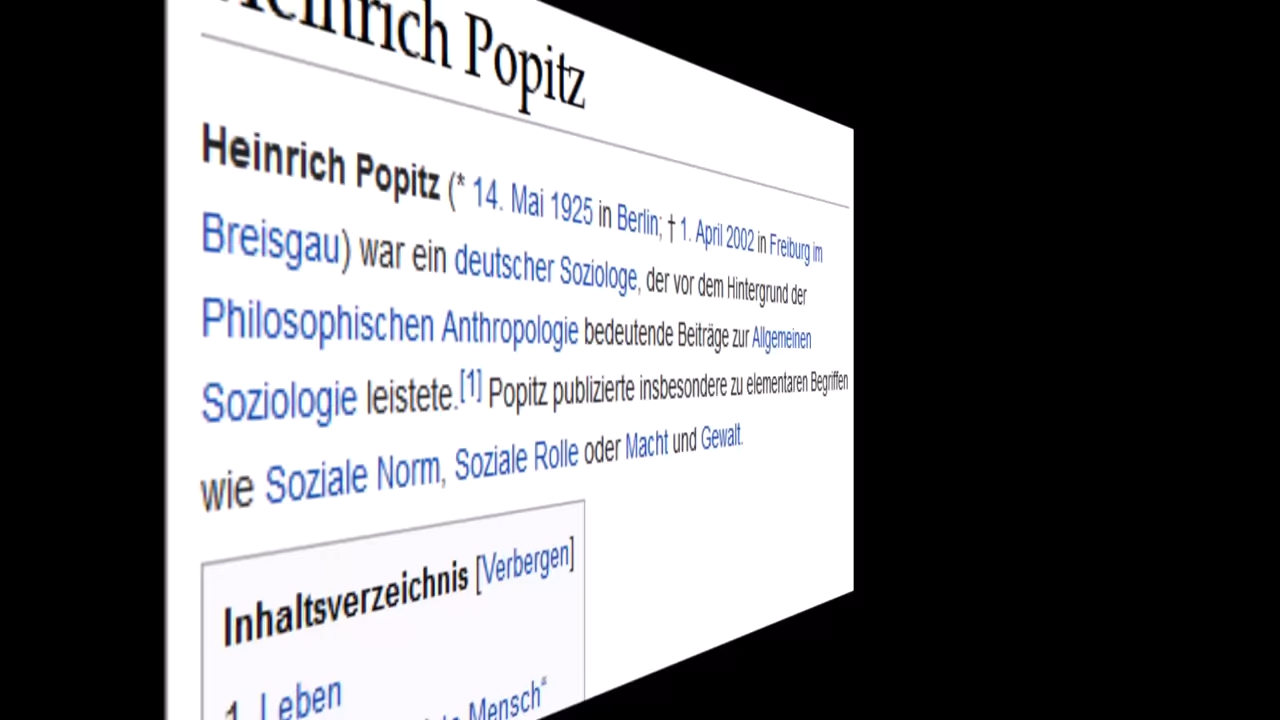 Heinrich Popitz
Heinrich Popitz (* 14. Mai 1925 in Berlin; † 1. April 2002 in Freiburg im
Breisgau) war ein deutscher Soziologe, der vor dem Hintergrund der
Philosophischen Anthropologie bedeutende Beiträge zur Allgemeinen
Soziologie leistete.[1] Popitz publizierte insbesondere zu elementaren Begriffen
wie Soziale Norm, Soziale Rolle oder Macht und Gewalt.
Inhaltsverzeichnis [Verbergen]
1 Leben
Mensch“